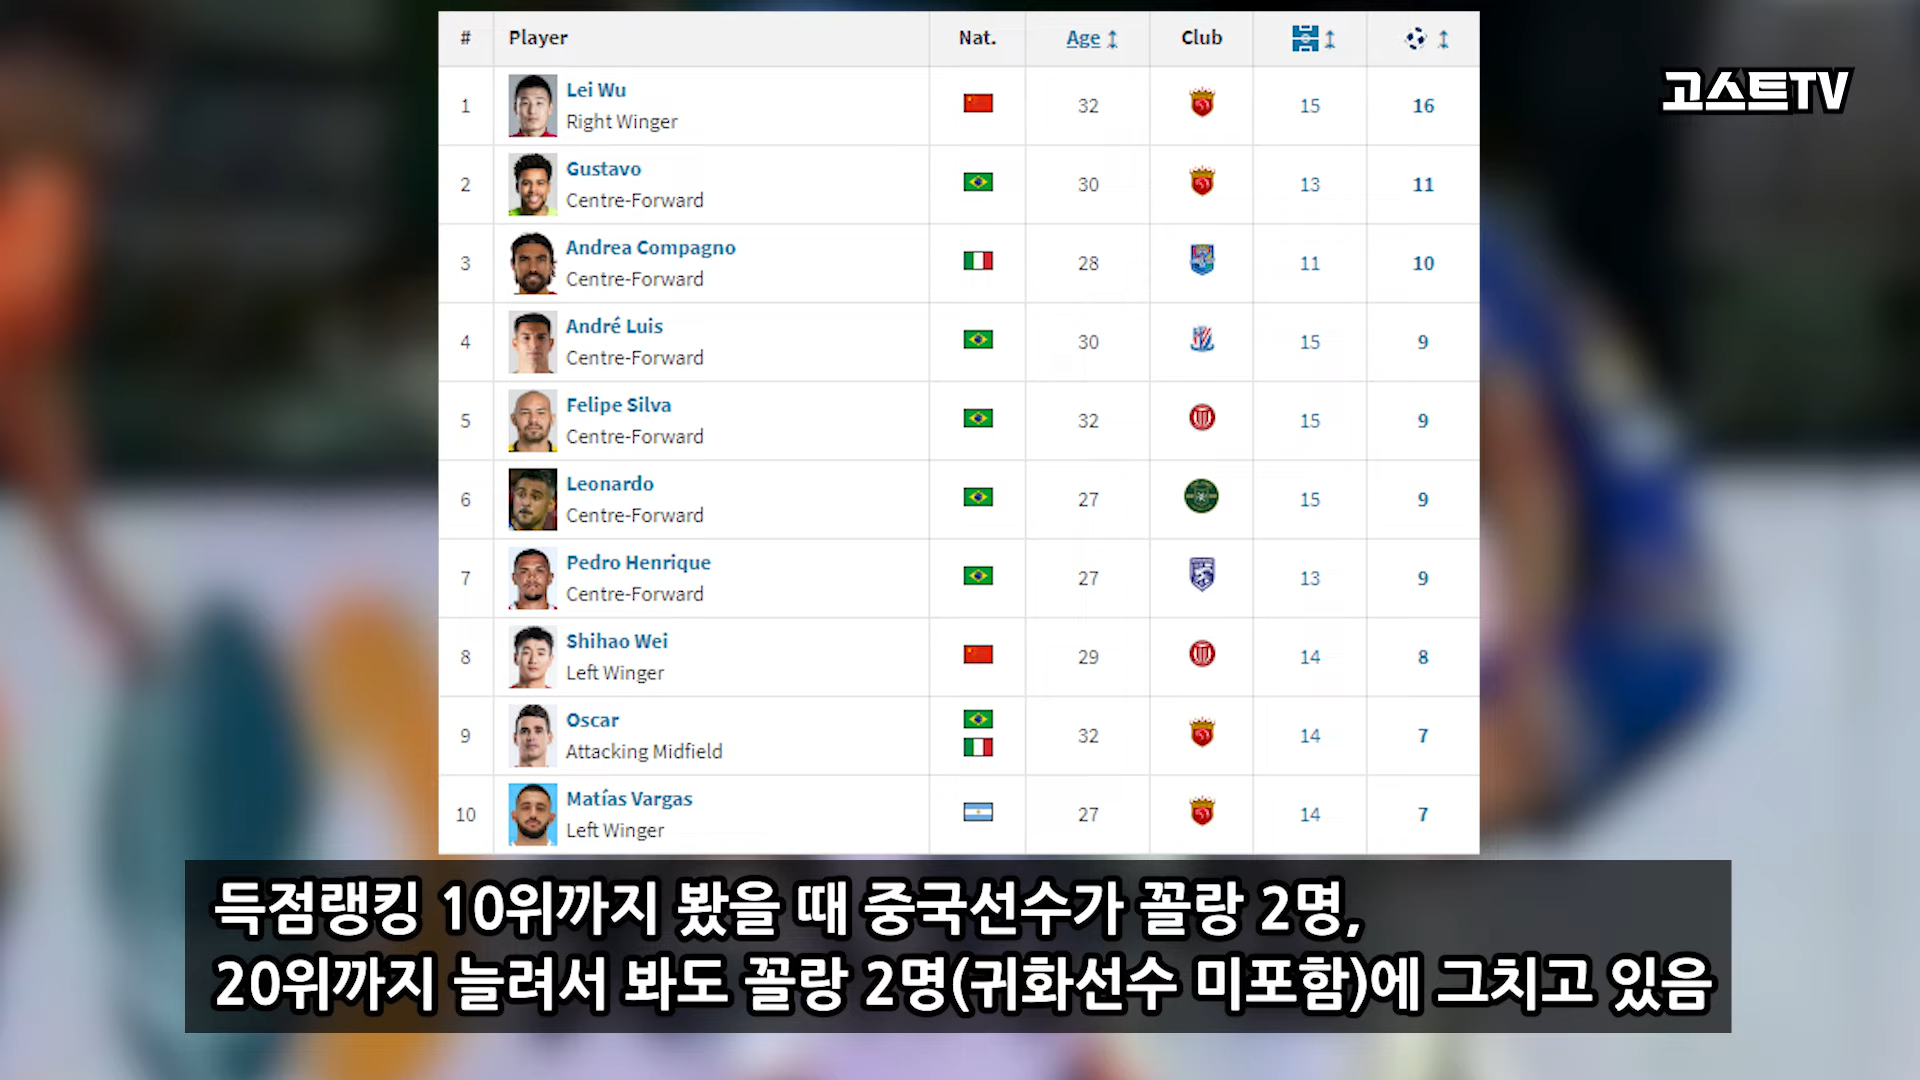 # Player Nat. Age Club
1 Lei Wu 32 15 16
Right Winger
2 Gustavo 30 13 11
Centre-Forward
3 Andrea Compagno 28 11 10
Centre-Forward
4 André Luis 30 15 9
Centre-Forward
5 Felipe Silva 32 15 9
Centre-Forward
6 Leonardo 27 15 9
Centre-Forward
7 Pedro Henrique 27 13 9
Centre-Forward
8 Shihao Wei 29 14 8
Left Winger
9 Oscar 32 14 7
Attacking Midfield
10 Matías Vargas 27 14 7
Left Winger
고스트TV
득점랭킹 10위까지 봤을 때 중국선수가 꼴랑 2명,
20위까지 늘려서 봐도 꼴랑 2명(귀화선수 미포함)에 그치고 있음